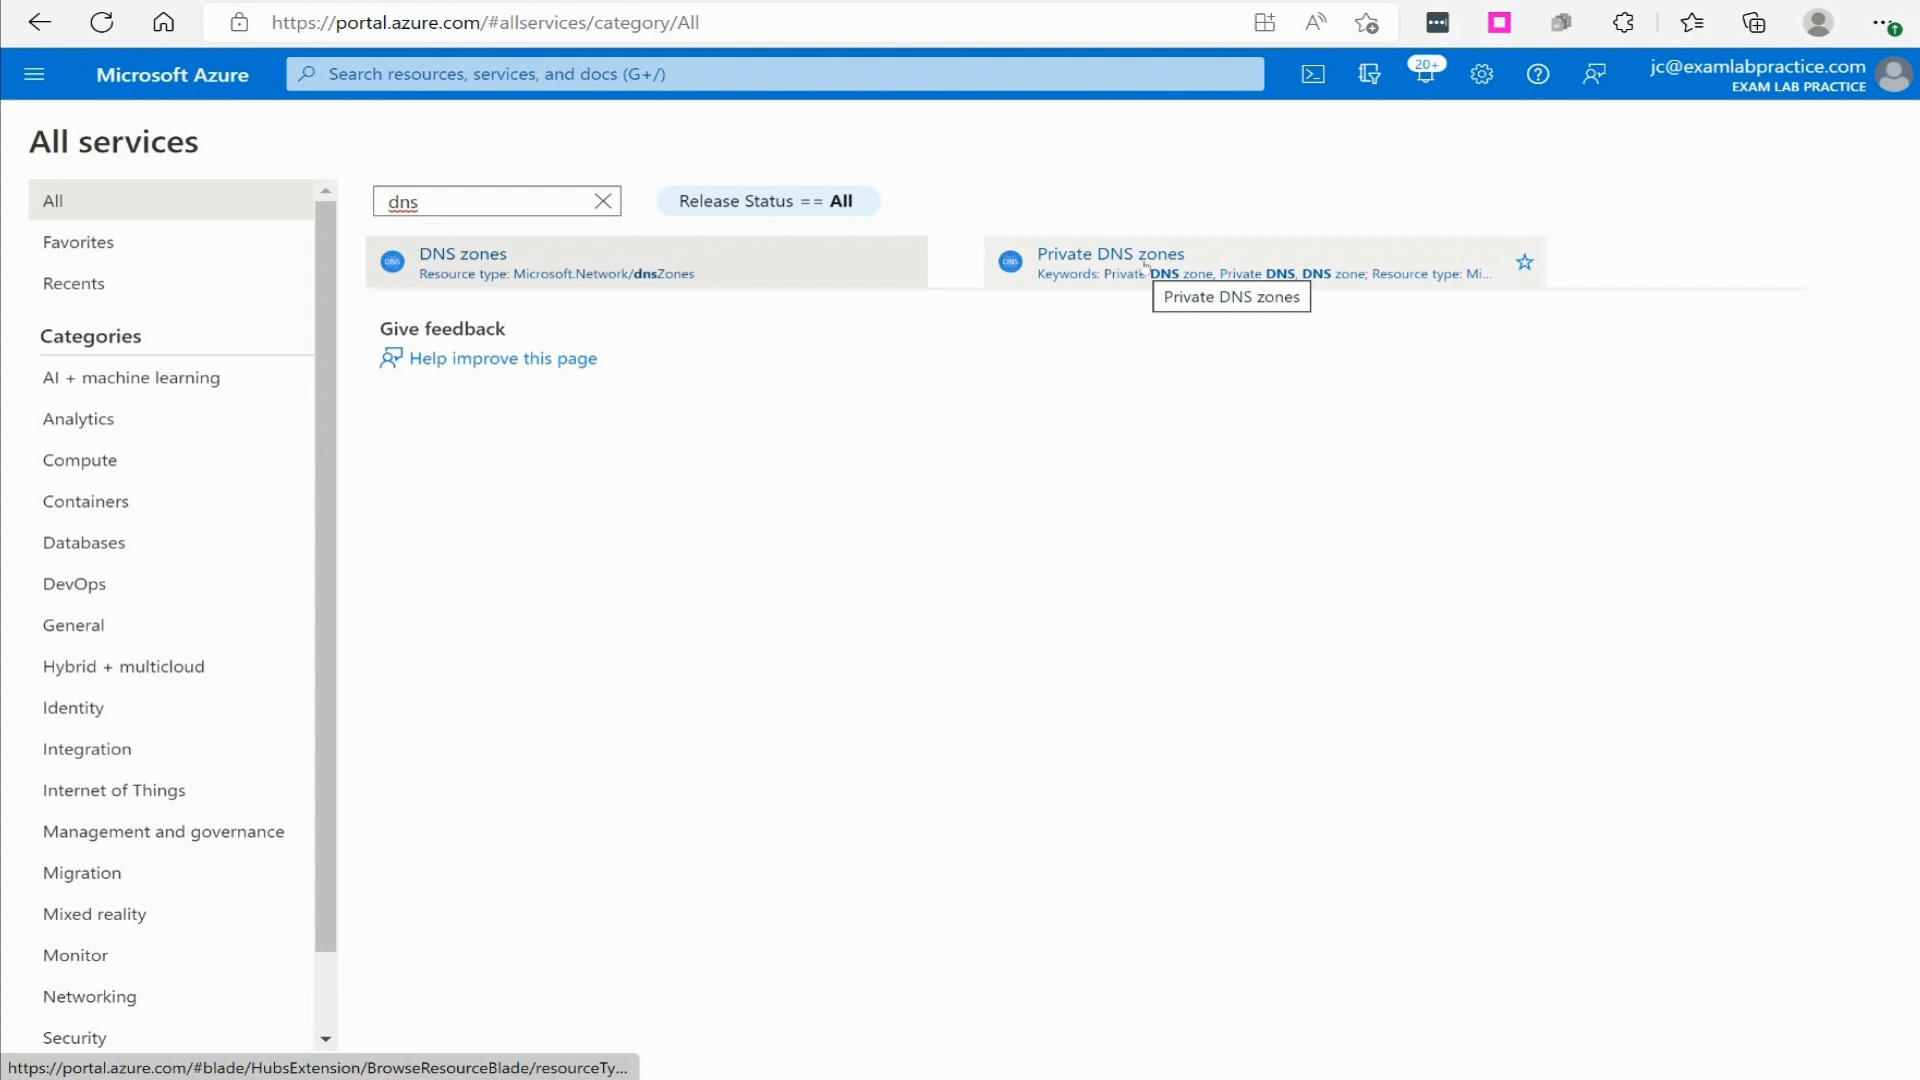 https://portal.azure.com/#allservices/category/All
Microsoft Azure
Search resources, services, and docs (G+/)
20+
jc@examlabpractice.com
EXAM LAB PRACTICE
All services
All
Favorites
Recents
Categories
AI + machine learning
Analytics
Compute
Containers
Databases
DevOps
General
Hybrid + multicloud
Identity
Integration
Internet of Things
Management and governance
Migration
Mixed reality
Monitor
Networking
Security
dns
Release Status == All
DNS
DNS zones
Resource type: Microsoft.Network/dnsZones
DNS
Private DNS zones
Keywords: Private DNS zone, Private DNS, DNS zone; Resource type: Mi...
Private DNS zones
Give feedback
Help improve this page
https://portal.azure.com/#blade/HubsExtension/BrowseResourceBlade/resourceTy...